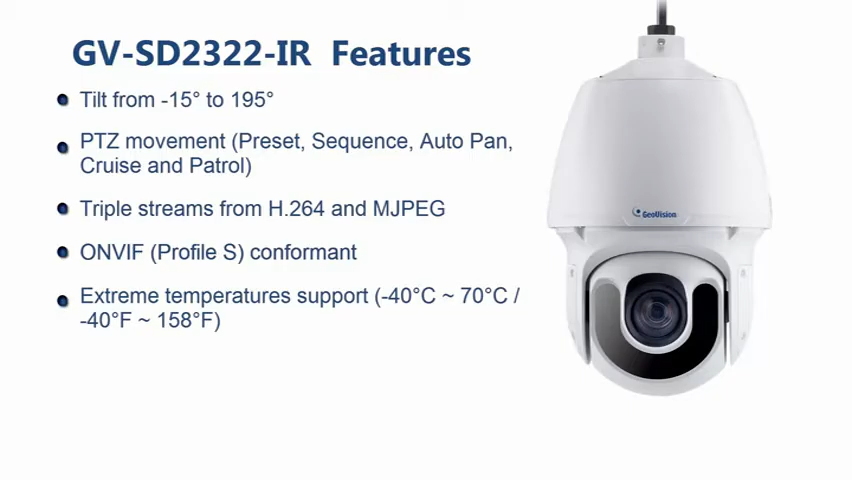 GV-SD2322-IR Features
Tilt from -15° to 195°
PTZ movement (Preset, Sequence, Auto Pan,
Cruise and Patrol)
Triple streams from H.264 and MJPEG
ONVIF (Profile S) conformant
Extreme temperatures support (-40°C ~ 70°C /
-40°F ~ 158°F)
GeoVision